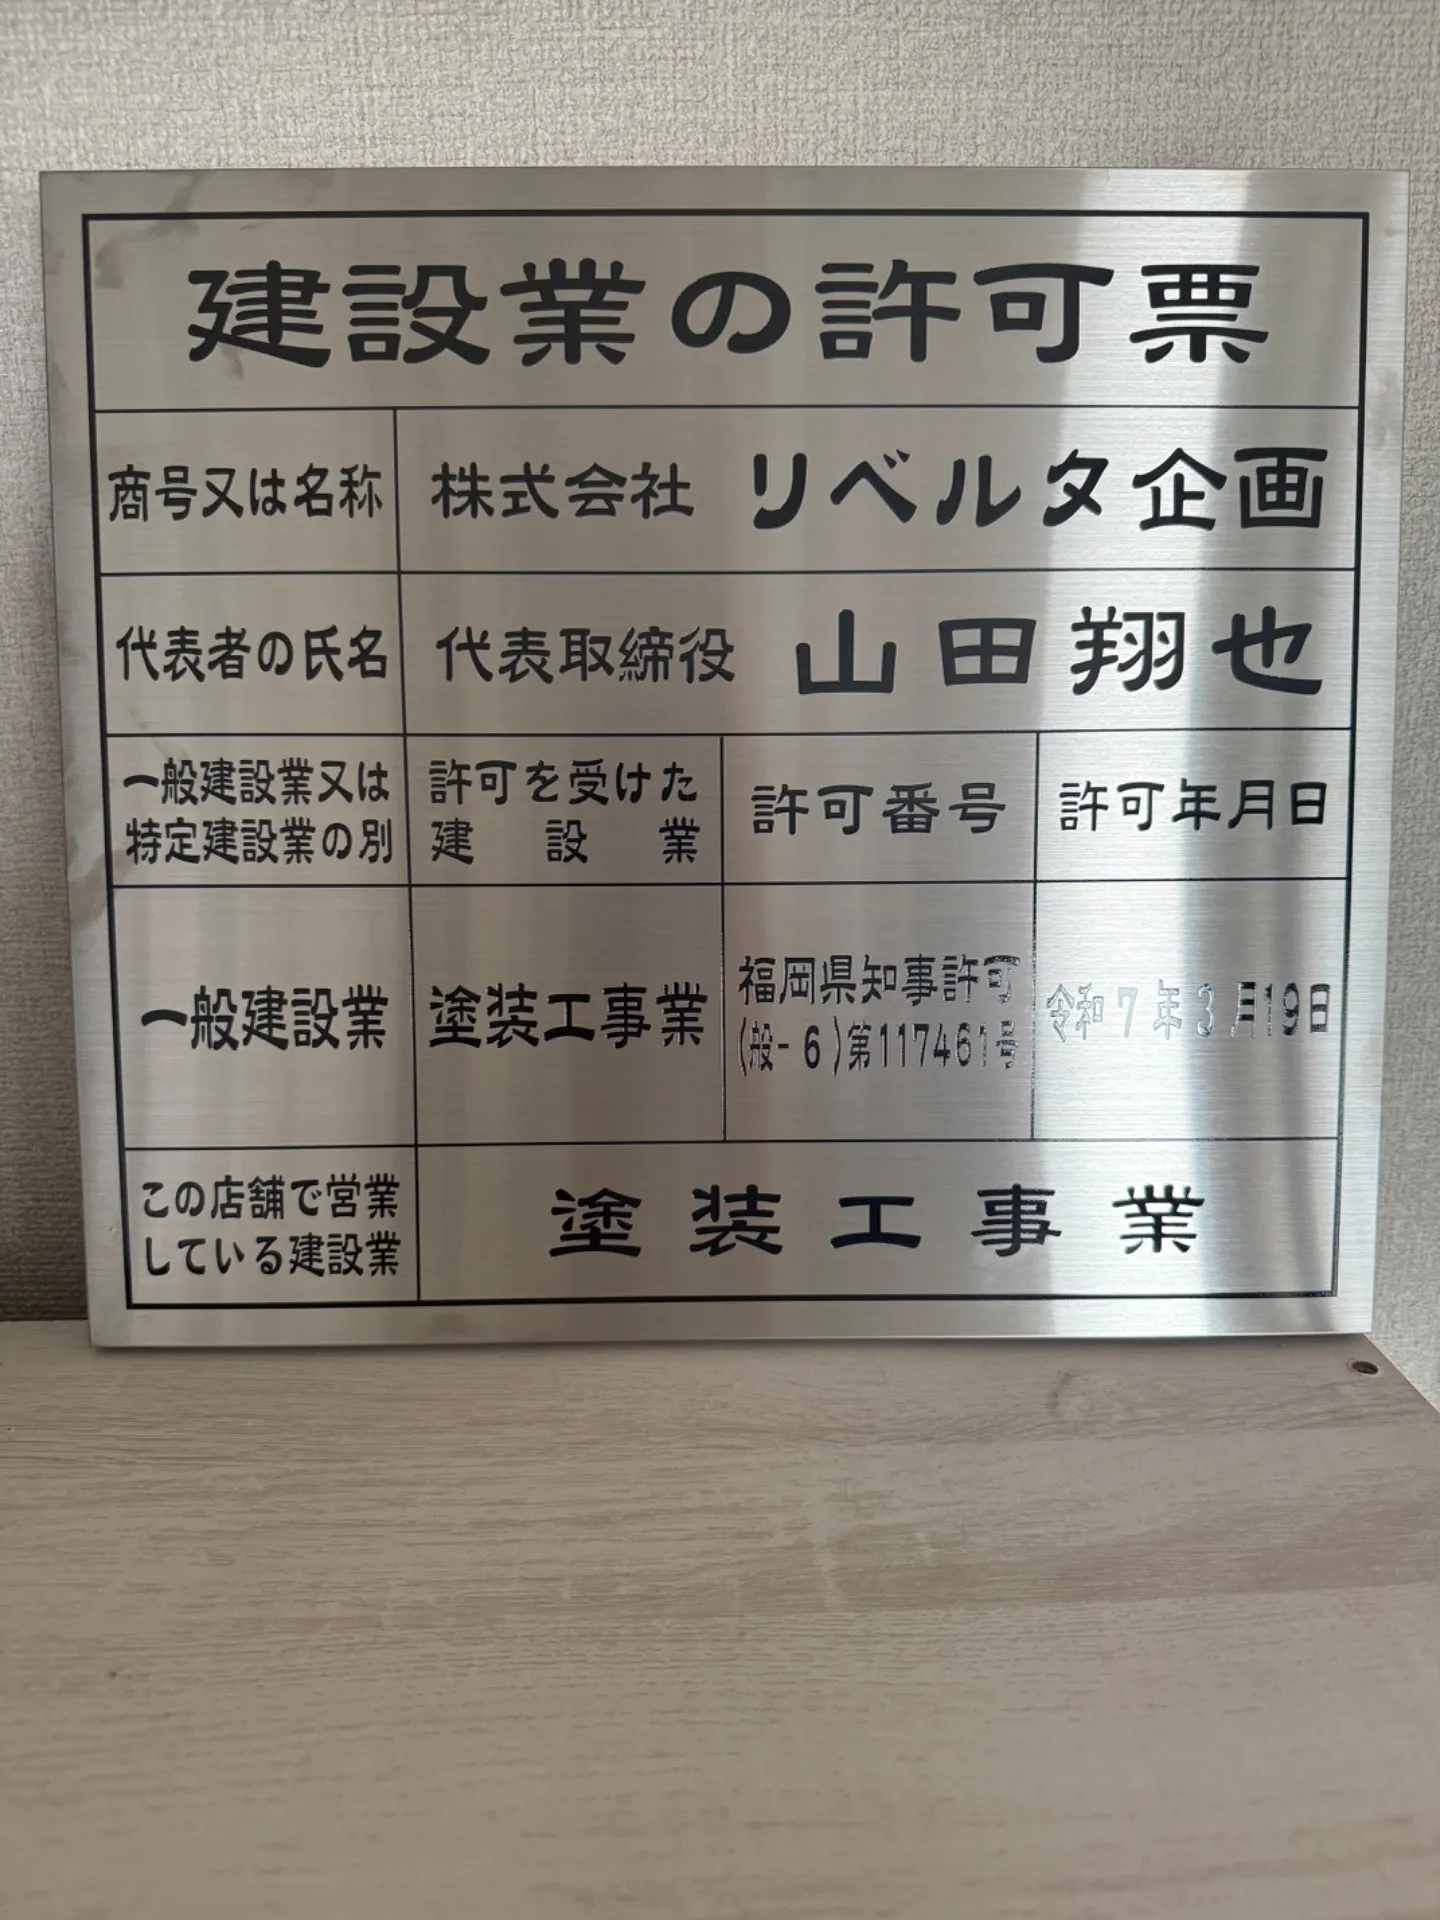 建設業の許可票
商号又は名称 株式会社 リベルタ企画
代表者の氏名 代表取締役 山田翔也
一般建設業又は
特定建設業の別
許可を受けた
建設業
許可番号
許可年月日
一般建設業
塗装工事業
福岡県知事許可
(般-6)第117461号
令和7年3月19日
この店舗で営業
している建設業
塗装工事業